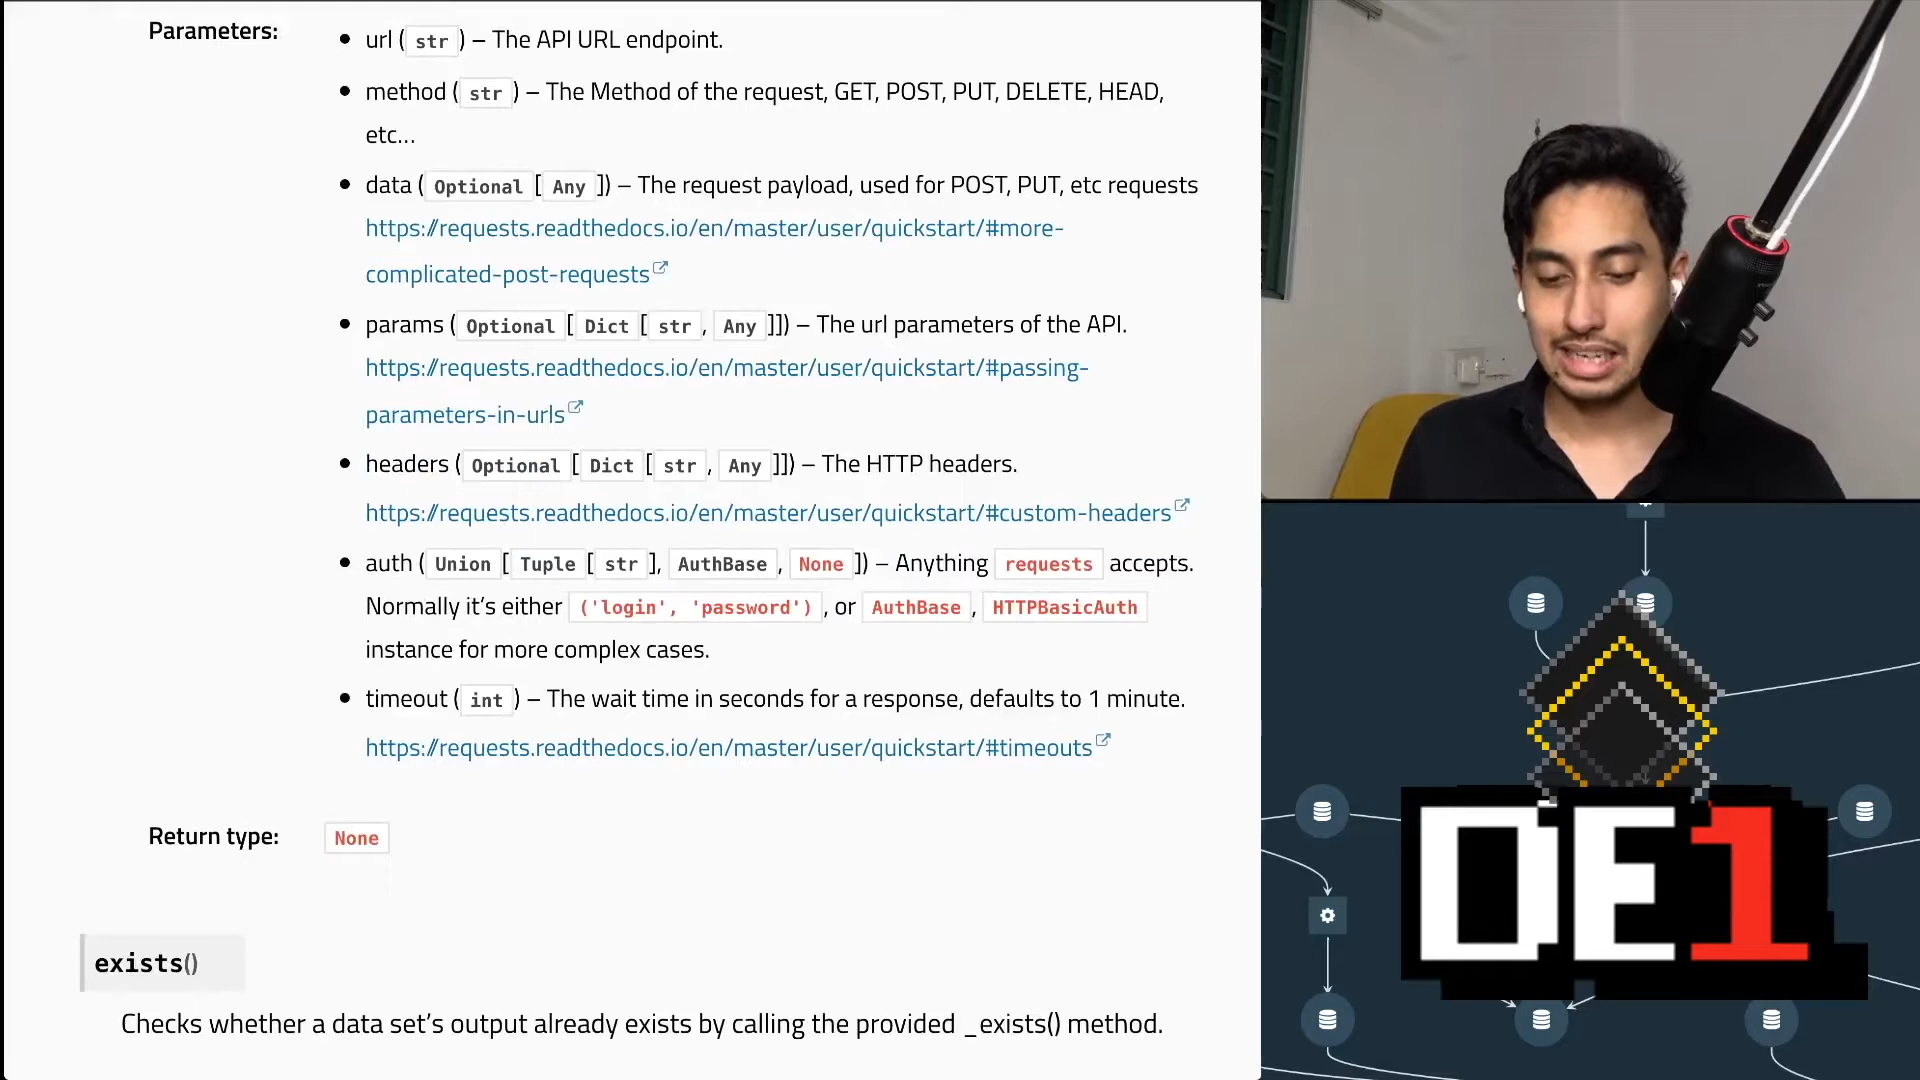 Parameters:
url (str) – The API URL endpoint.
method (str) – The Method of the request, GET, POST, PUT, DELETE, HEAD,
etc...
data (Optional[Any]) – The request payload, used for POST, PUT, etc requests
https://requests.readthedocs.io/en/master/user/quickstart/#more-
complicated-post-requests
params (Optional[Dict[str, Any]]) – The url parameters of the API.
https://requests.readthedocs.io/en/master/user/quickstart/#passing-
parameters-in-urls
headers (Optional[Dict[str, Any]]) – The HTTP headers.
https://requests.readthedocs.io/en/master/user/quickstart/#custom-headers
auth (Union[Tuple[str], AuthBase, None]) – Anything requests accepts.
Normally it's either ('login', 'password'), or AuthBase, HTTPBasicAuth
instance for more complex cases.
timeout (int) – The wait time in seconds for a response, defaults to 1 minute.
https://requests.readthedocs.io/en/master/user/quickstart/#timeouts
Return type:
None
exists()
Checks whether a data set's output already exists by calling the provided _exists() method.
DE1